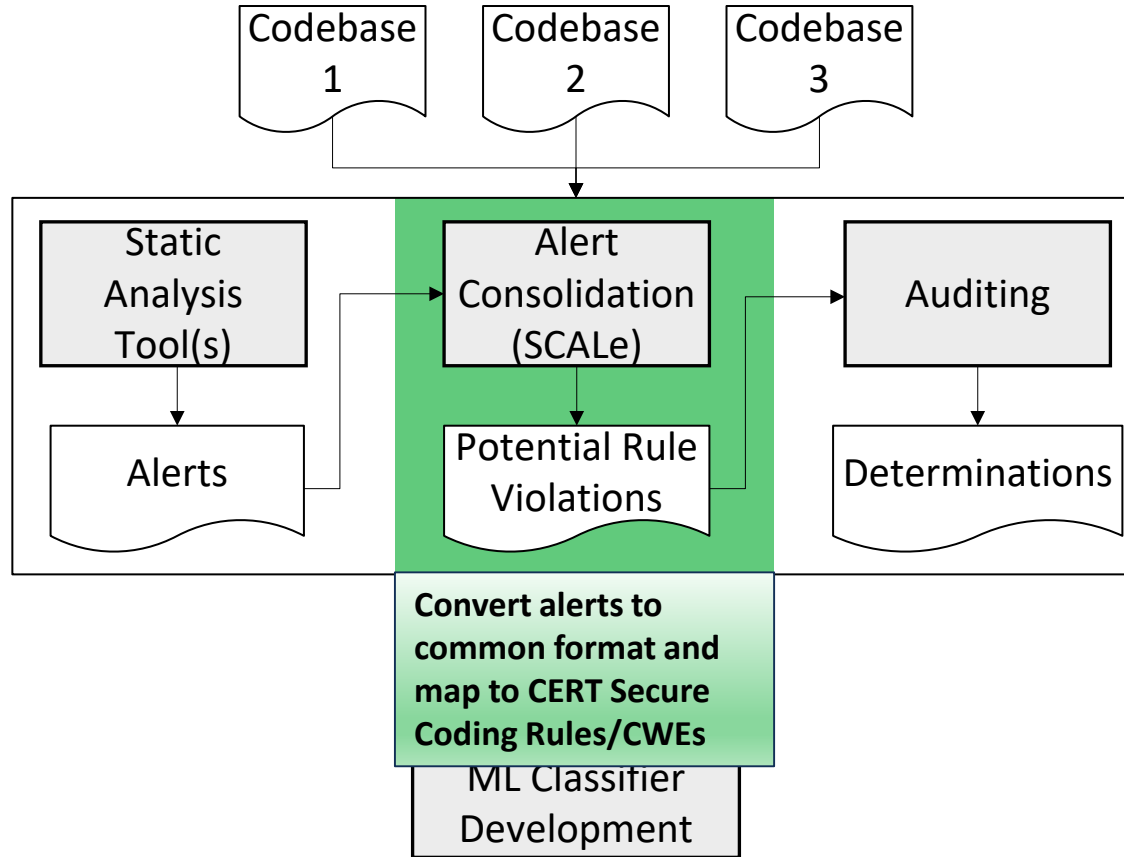 Codebase
1
Codebase
2
Codebase
3
Static
Analysis
Tool(s)
Alert
Consolidation
(SCALe)
Auditing
Alerts
Potential Rule
Violations
Determinations
Convert alerts to
common format and
map to CERT Secure
Coding Rules/CWEs
ML Classifier
Development